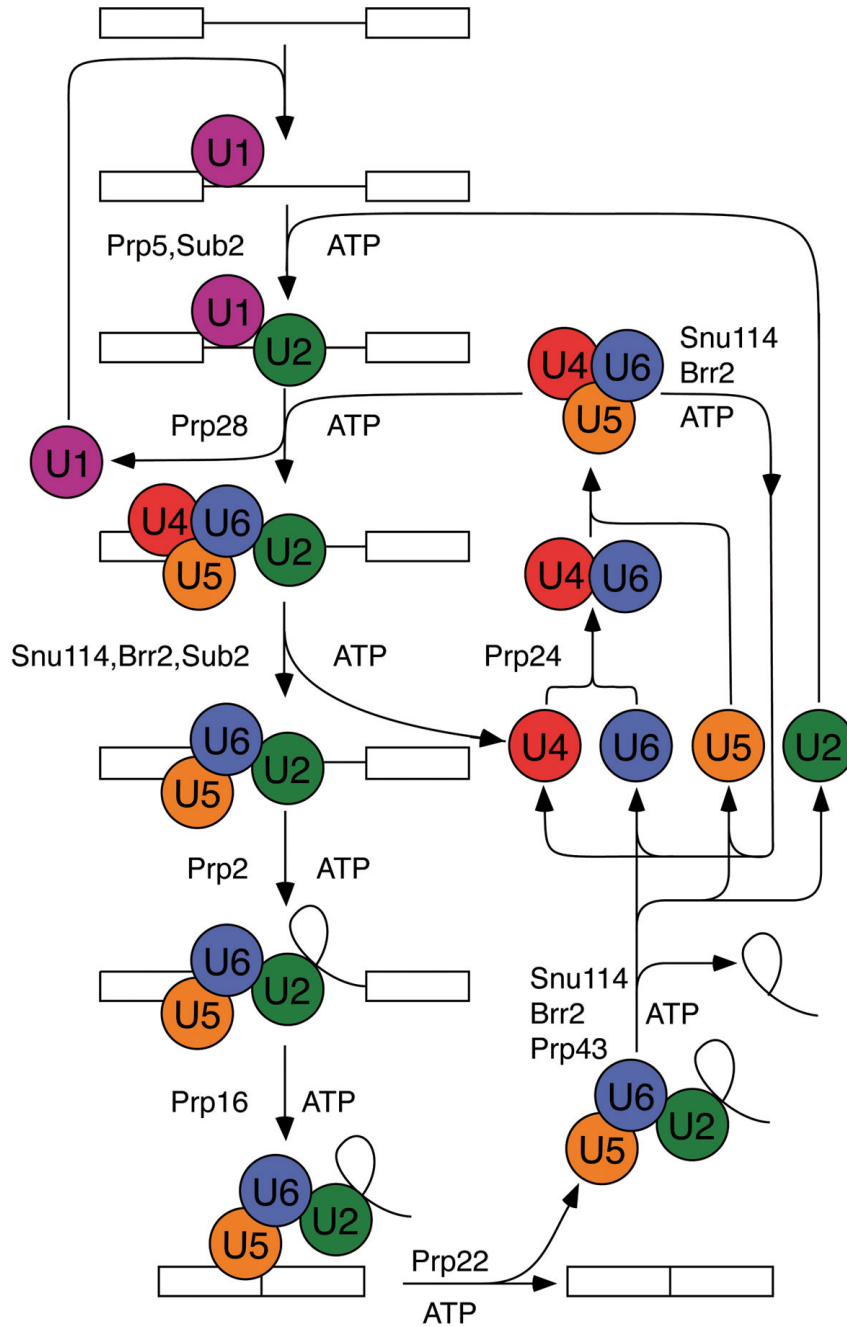 U1
Prp5,Sub2 ATP
U1
U2
Snu114
Brr2
ATP
U4 U6
U5
Prp28 ATP
U1
U4 U6 U2
U5
U4 U6
Snu114,Brr2,Sub2 ATP
Prp24
U6 U2
U5
U4 U6 U5 U2
Prp2 ATP
U6 U2
U5
Snu114
Brr2
Prp43
ATP
Prp16 ATP
U6 U2
U5
U6 U2
U5
Prp22
ATP